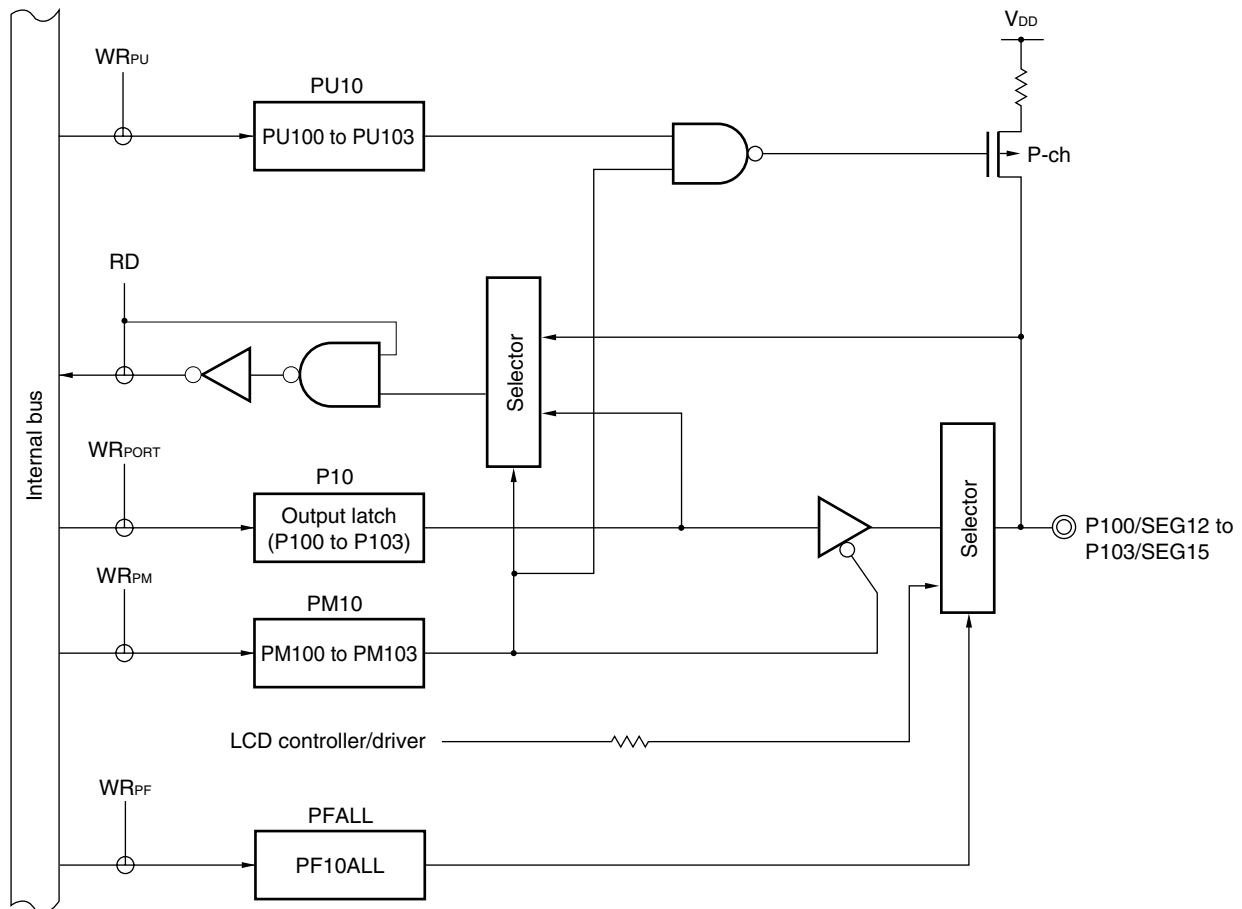 VDD
WRPU
PU10
PU100 to PU103
P-ch
RD
Selector
Internal bus
WRPORT
P10
Output latch
(P100 to P103)
Selector
P100/SEG12 to
P103/SEG15
WRPM
PM10
PM100 to PM103
LCD controller/driver
WRPF
PFALL
PF10ALL